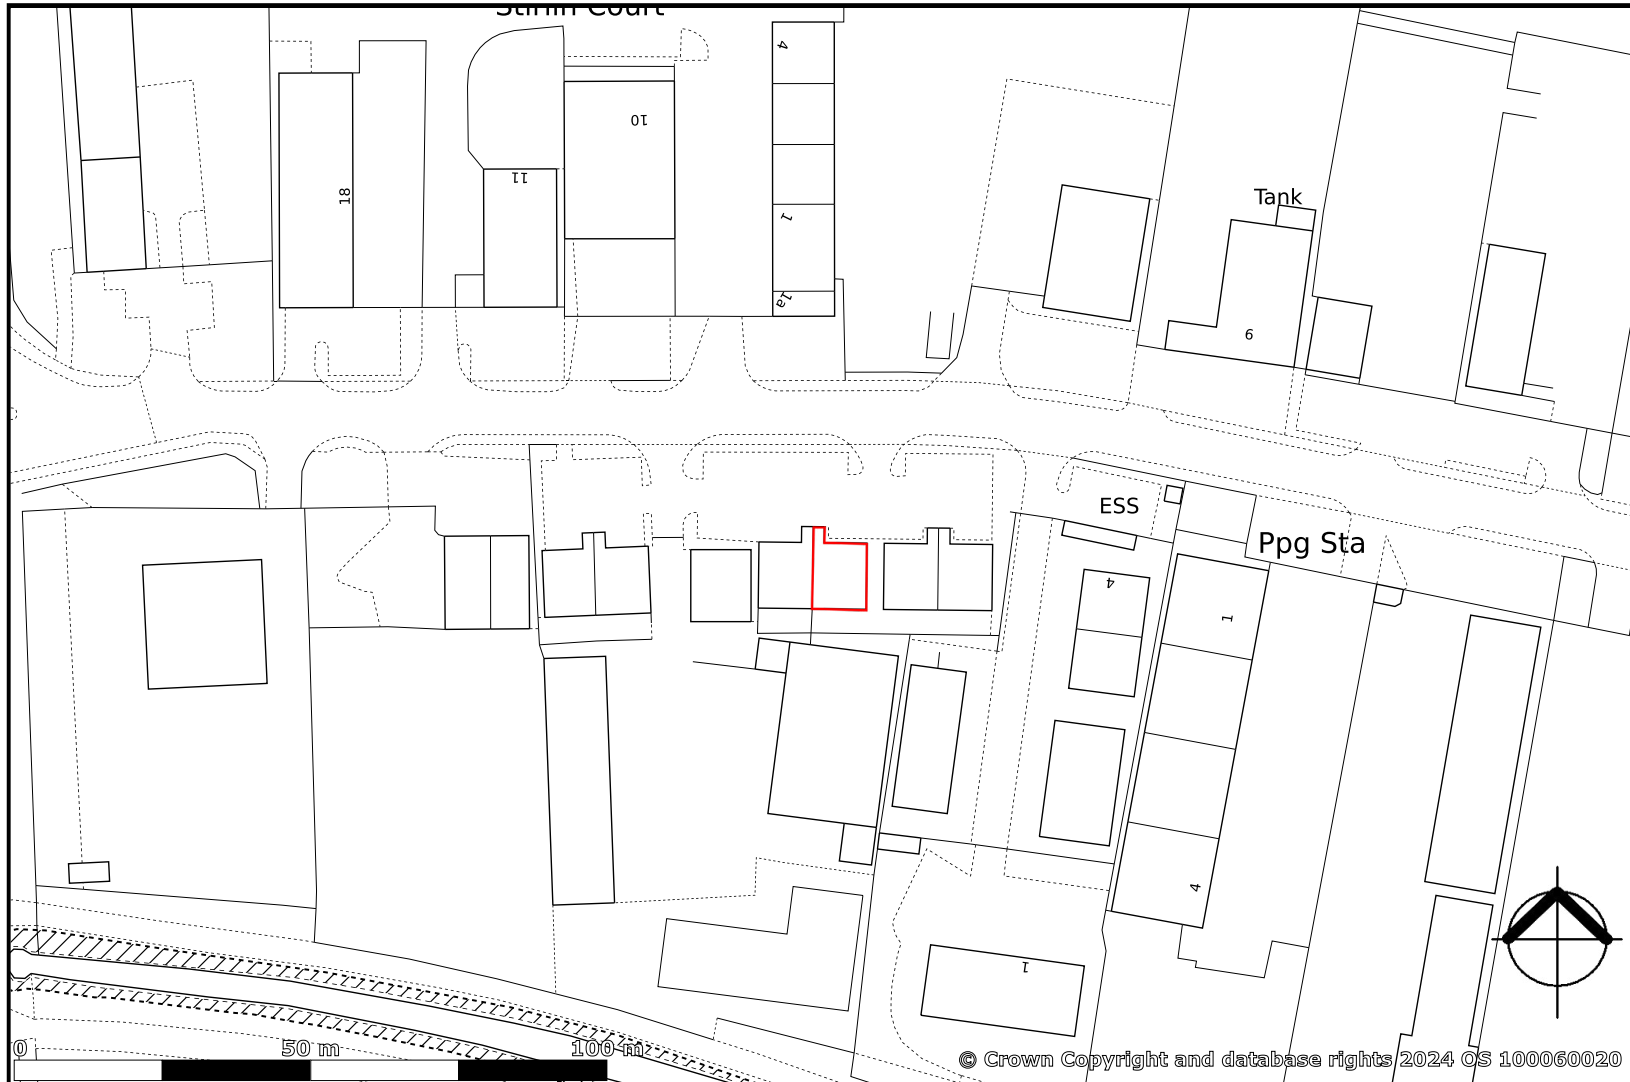 Stirlin Court
4
10
11
18
1
Tank
1a
9
ESS
Ppg Sta
4
1
4
1
0 50 m 100 m
© Crown Copyright and database rights 2024 OS 100060020